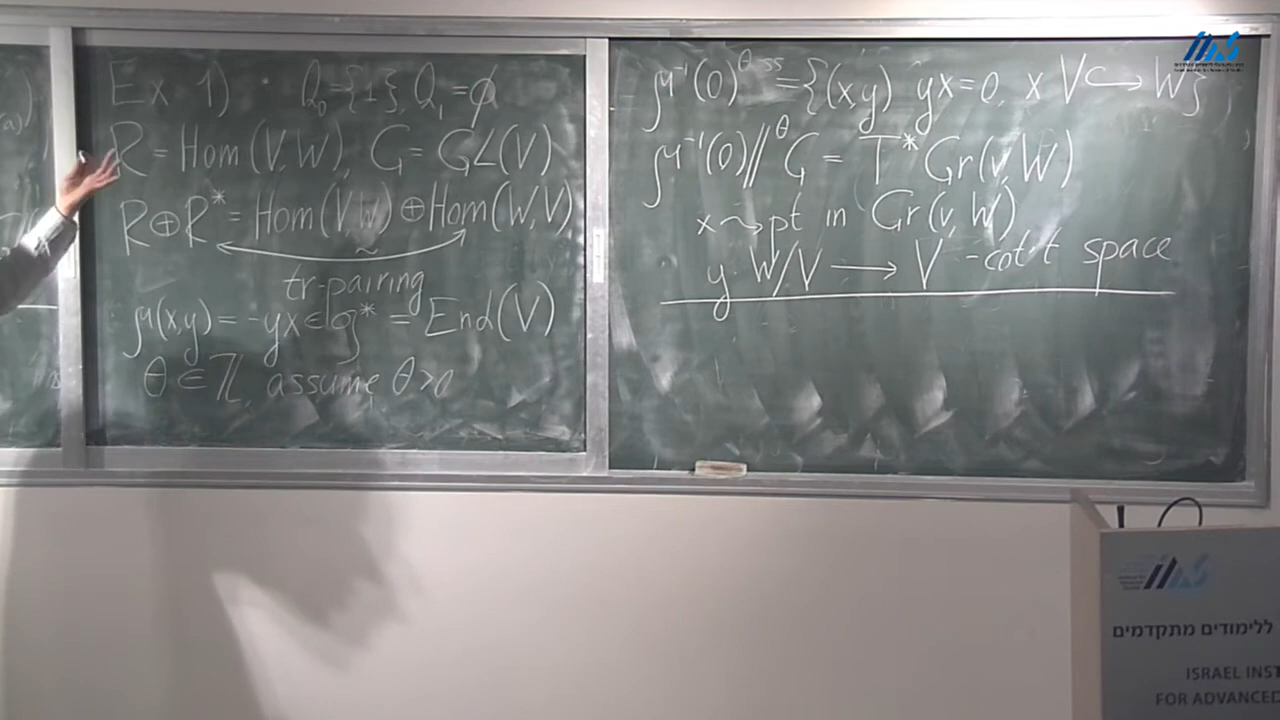 Ex 1) Q₀={1}, Q₁=φ
R = Hom(V,W), G = GL(V)
R⊕R* = Hom(V,W)⊕Hom(W,V)
tr-pairing
μ(x,y) = -yx ∈ 𝔤* ≅ End(V)
θ∈ℤ, assume θ>0
μ⁻¹(0)^θ-ss = {(x,y) yx=0, x V↪W}
μ⁻¹(0)//^θ G = T*Gr(v,W)
x⇝pt in Gr(v,W)
y W/V → V -cot't space
ללימודים מתקדמים
ISRAEL INST
FOR ADVANCED